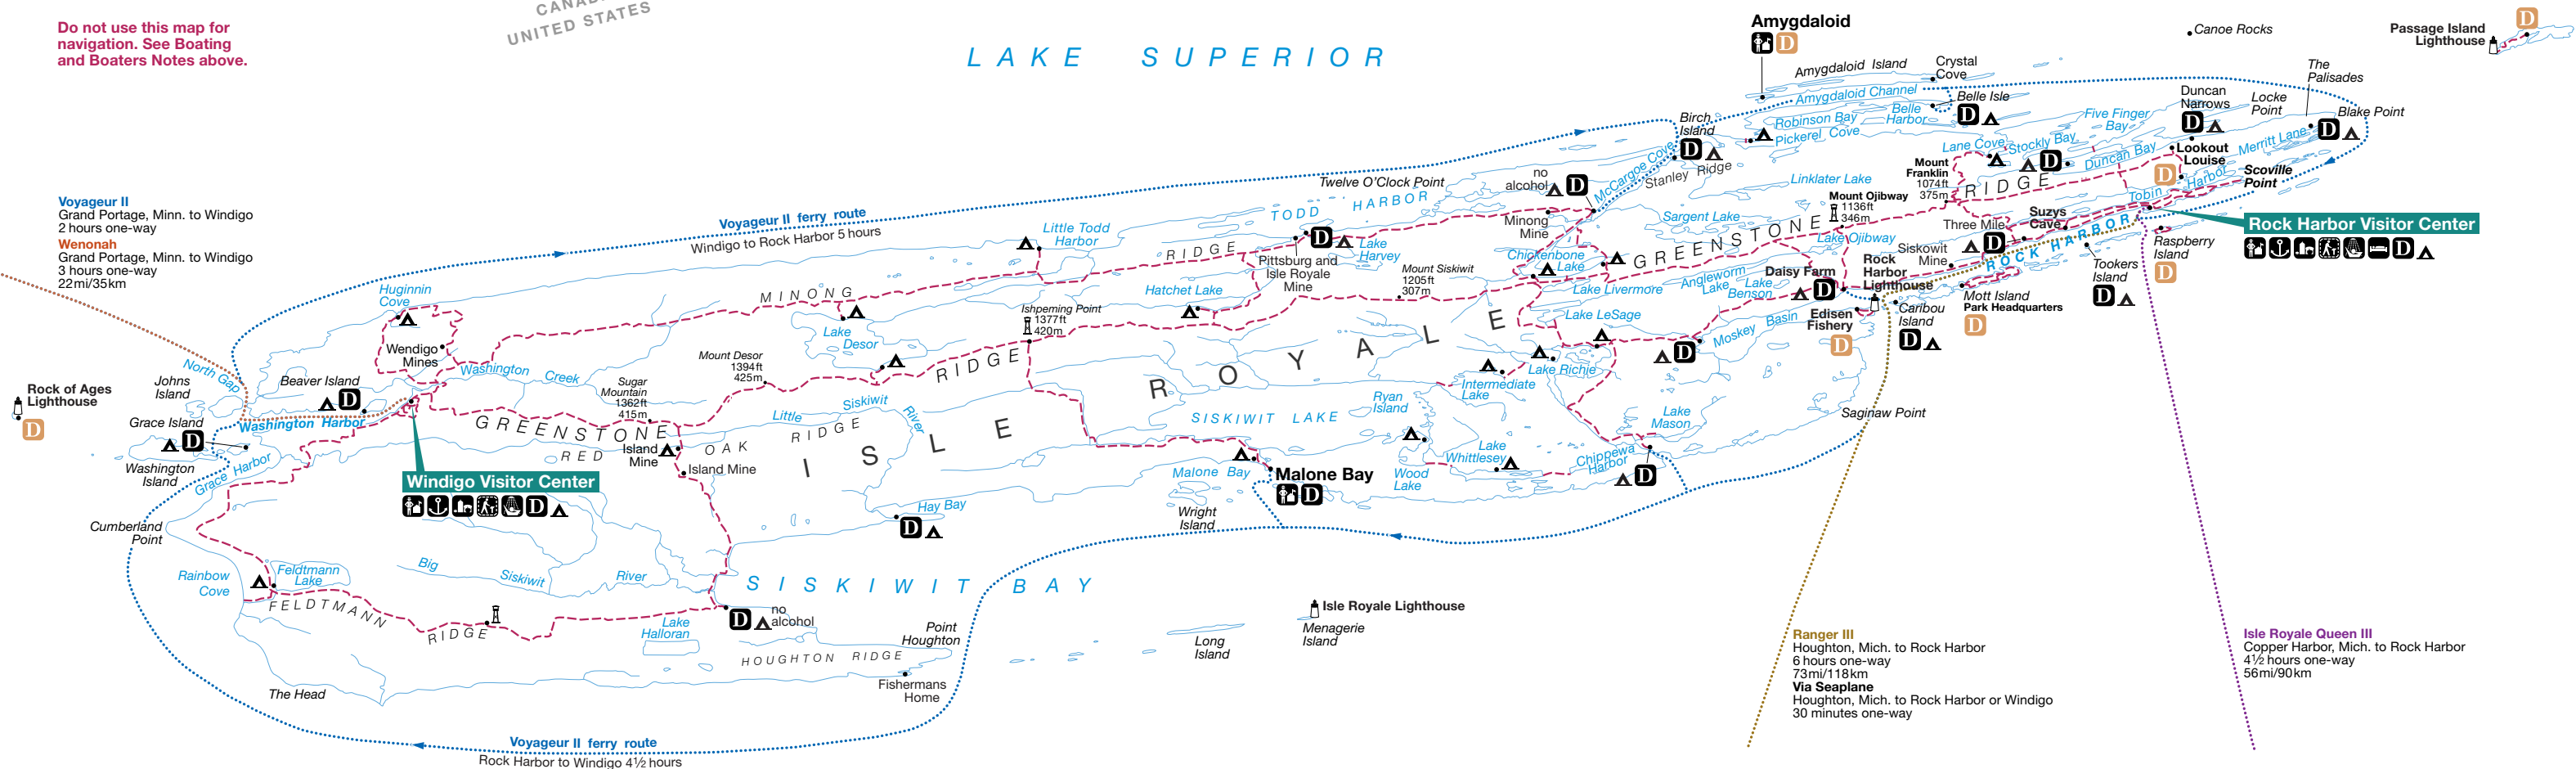 Do not use this map for
navigation. See Boating
and Boaters Notes above.
UNITED STATES
LAKE SUPERIOR
Amygdaloid
D
Amygdaloid Island
Crystal
Cove
Canoe Rocks
Passage Island
Lighthouse
D
The
Palisades
Amygdaloid Channel
Belle Isle
D
Belle
Harbor
Robinson Bay
Pickerel Cove
Duncan
Narrows
D
Locke
Point
Blake Point
D
Five Finger
Bay
Merritt Lane
Birch
Island
D
McCargoe Cove
Stanley Ridge
Lane Cove
Stockly Bay
D
Duncan Bay
Lookout
Louise
D
Tobin Harbor
Scoville
Point
Mount
Franklin
1074ft
375m
RIDGE
Linklater Lake
Mount Ojibway
1136ft
346m
Lake Ojibway
Three Mile
D
Suzys
Cave
ROCK HARBOR
Rock Harbor Visitor Center
D
Raspberry
Island
D
Tookers
Island
D
Siskiwit
Mine
Mott Island
Park Headquarters
D
Rock
Harbor
Lighthouse
Caribou
Island
D
Daisy Farm
D
Edisen
Fishery
D
Saginaw Point
Voyageur II
Grand Portage, Minn. to Windigo
2 hours one-way
Wenonah
Grand Portage, Minn. to Windigo
3 hours one-way
22mi/35km
Voyageur II ferry route
Windigo to Rock Harbor 5 hours
Twelve O'Clock Point
TODD HARBOR
no
alcohol
D
Minong
Mine
Sargent Lake
GREENSTONE
Chickenbone
Lake
Lake Livermore
Angleworm
Lake
Lake
Benson
Lake LeSage
Moskey Basin
D
Little Todd
Harbor
RIDGE
D
Lake
Harvey
Pittsburg and
Isle Royale
Mine
Mount Siskiwit
1205ft
307m
Hatchet Lake
MINONG
Huginnin
Cove
Wendigo
Mines
Ishpeming Point
1377ft
420m
Lake
Desor
Mount Desor
1394ft
425m
RIDGE
ISLE ROYALE
Lake Richie
Intermediate
Lake
North Gap
Johns
Island
Rock of Ages
Lighthouse
D
Beaver Island
D
Washington Harbor
Washington Creek
Sugar
Mountain
1362ft
415m
Grace Island
D
Washington
Island
Grace Harbor
GREENSTONE
RED OAK RIDGE
Little Siskiwit River
SISKIWIT LAKE
Ryan
Island
Lake
Mason
Island
Mine
Island Mine
Windigo Visitor Center
D
Malone Bay
Malone Bay
D
Wright
Island
Wood
Lake
Lake
Whittlesey
Chippewa
Harbor
D
Hay Bay
D
Cumberland
Point
Rainbow
Cove
Feldtmann
Lake
Big Siskiwit River
FELDTMANN RIDGE
SISKIWIT BAY
D
no
alcohol
Lake
Halloran
Point
Houghton
HOUGHTON RIDGE
Fishermans
Home
The Head
Long
Island
Isle Royale Lighthouse
Menagerie
Island
Voyageur II ferry route
Rock Harbor to Windigo 4½ hours
Ranger III
Houghton, Mich. to Rock Harbor
6 hours one-way
73mi/118km
Via Seaplane
Houghton, Mich. to Rock Harbor or Windigo
30 minutes one-way
Isle Royale Queen III
Copper Harbor, Mich. to Rock Harbor
4½ hours one-way
56mi/90km